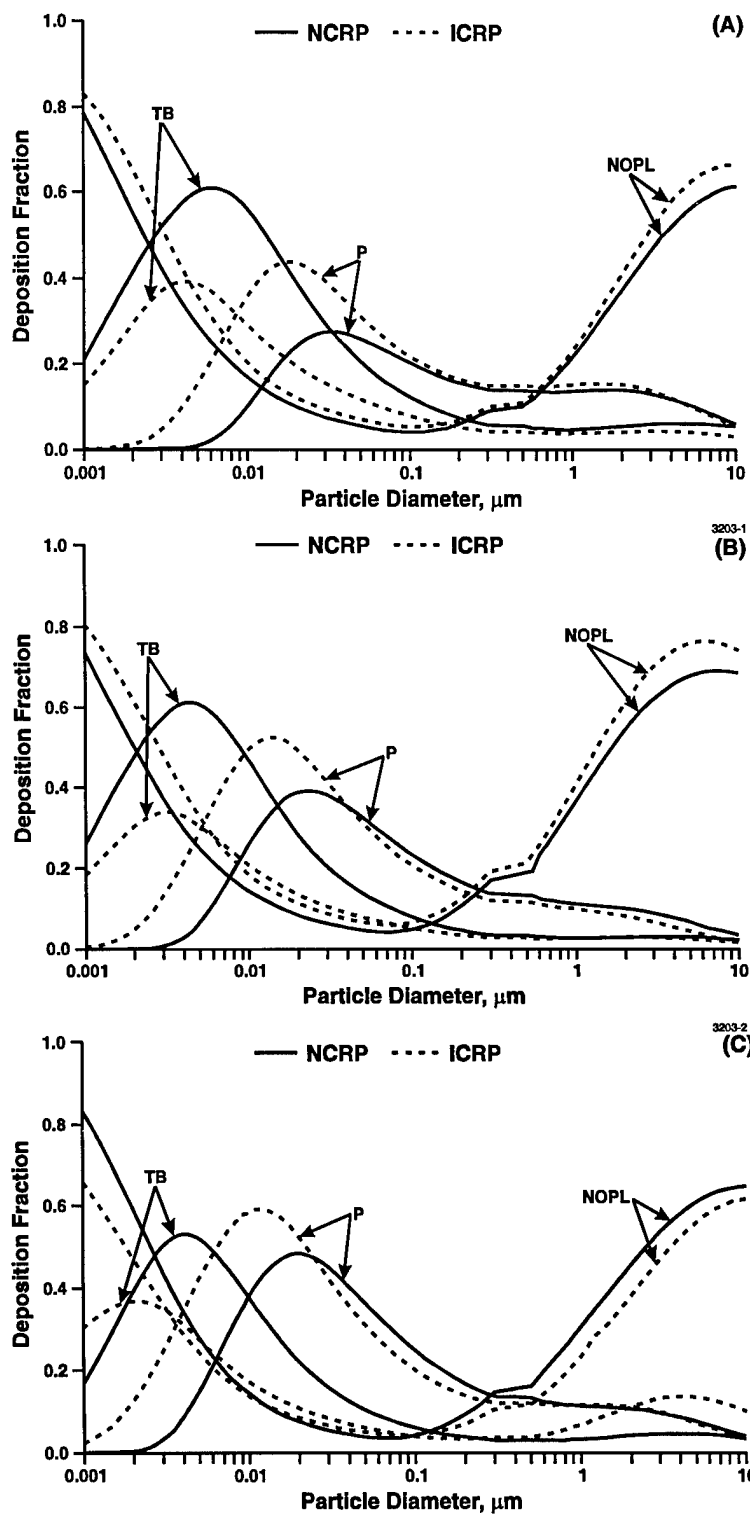 (A)
NCRP ICRP
1.0
0.8
0.6
0.4
0.2
0.0
Deposition Fraction
TB
P
NOPL
0.001 0.01 0.1 1 10
Particle Diameter, μm
3203-1
(B)
NCRP ICRP
1.0
0.8
0.6
0.4
0.2
0.0
Deposition Fraction
TB
P
NOPL
0.001 0.01 0.1 1 10
Particle Diameter, μm
3203-2
(C)
NCRP ICRP
1.0
0.8
0.6
0.4
0.2
0.0
Deposition Fraction
TB
P
NOPL
0.001 0.01 0.1 1 10
Particle Diameter, μm